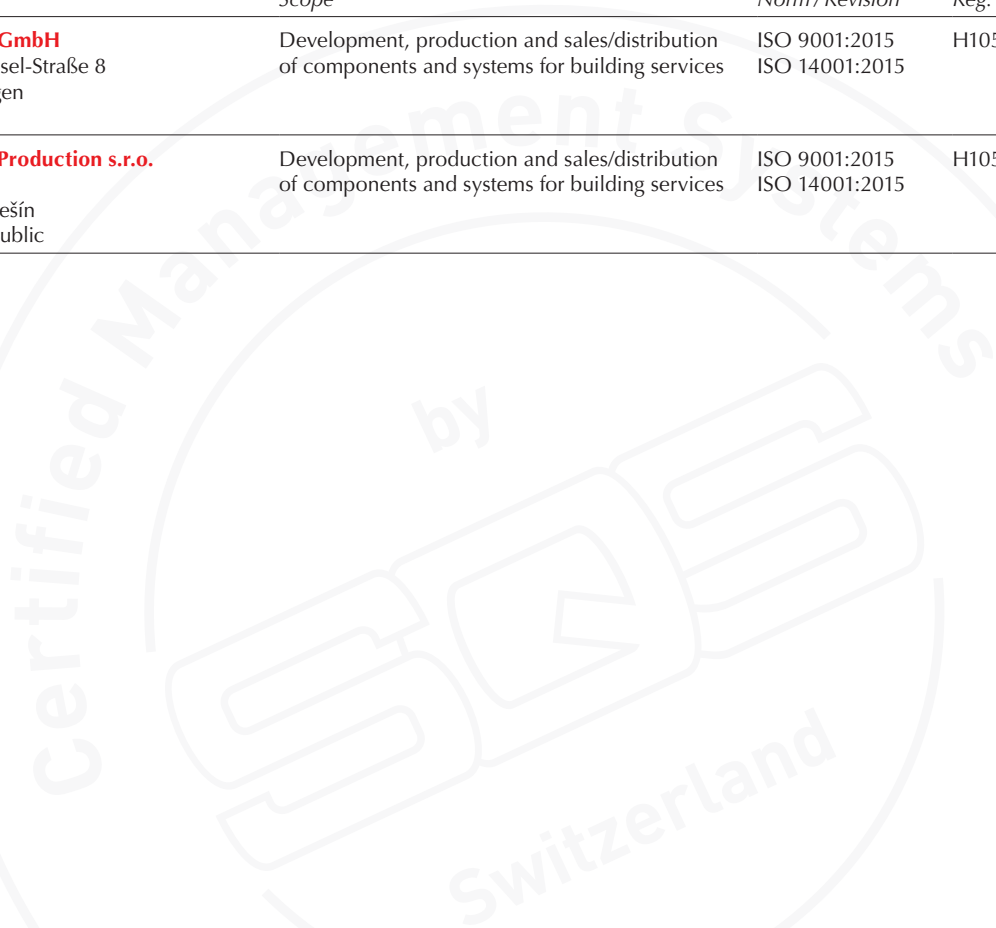 Scope Norm / Revision Reg.
GmbH Development, production and sales/distribution ISO 9001:2015 H105
sel-Straße 8 of components and systems for building services ISO 14001:2015
gen
Production s.r.o. Development, production and sales/distribution ISO 9001:2015 H105
of components and systems for building services ISO 14001:2015
ešín
ublic
Certified Management Systems
by
SQS
Switzerland